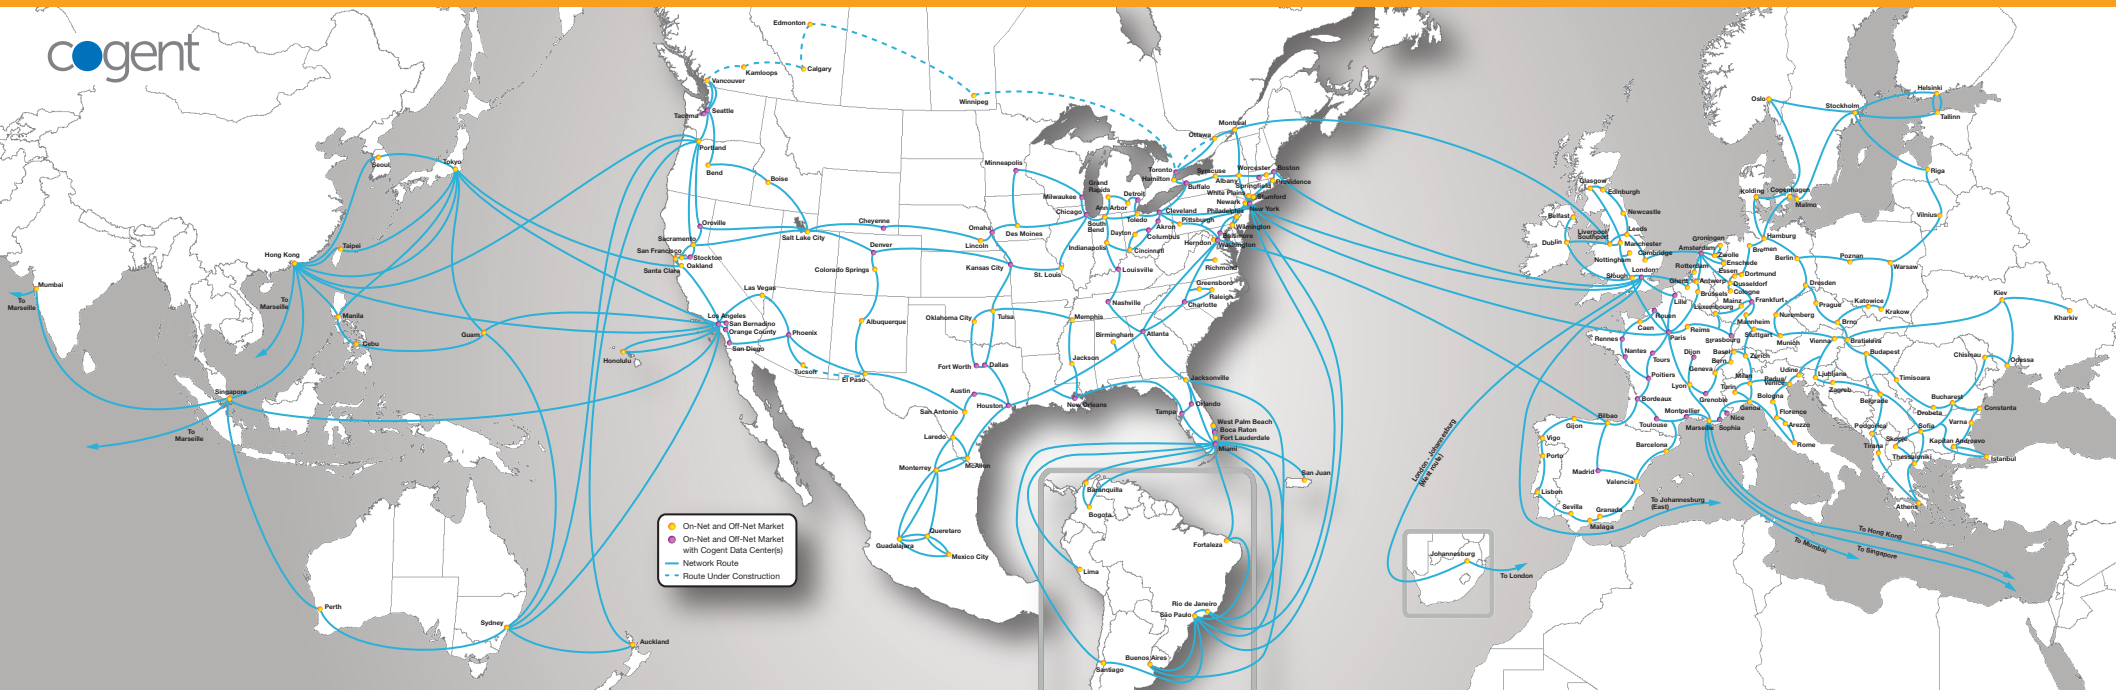 cogent
Edmonton
Calgary
Kamloops
Vancouver
Winnipeg
Seattle
Tacoma
Portland
Bend
Boise
Oroville
Sacramento
San Francisco
Stockton
Oakland
Santa Clara
Salt Lake City
Cheyenne
Denver
Colorado Springs
Las Vegas
Los Angeles
San Bernadino
Orange County
San Diego
Phoenix
Tucson
El Paso
Albuquerque
Honolulu
Minneapolis
Milwaukee
Chicago
Grand
Rapids
Detroit
Ann Arbor
Toledo
South
Bend
Omaha
Lincoln
Des Moines
Kansas City
St. Louis
Indianapolis
Dayton
Cincinnati
Columbus
Akron
Cleveland
Pittsburgh
Louisville
Nashville
Memphis
Birmingham
Atlanta
Jackson
Oklahoma City
Tulsa
Fort Worth
Dallas
Austin
Houston
San Antonio
Laredo
McAllen
Monterrey
Queretaro
Guadalajara
Mexico City
New Orleans
Jacksonville
Orlando
Tampa
West Palm Beach
Boca Raton
Fort Lauderdale
Miami
San Juan
Montreal
Ottawa
Toronto
Hamilton
Buffalo
Syracuse
Albany
Worcester
Boston
Springfield
Providence
White Plains
Stamford
Newark
New York
Philadelphia
Wilmington
Baltimore
Herndon
Washington
Richmond
Greensboro
Raleigh
Charlotte
Seoul
Tokyo
Taipei
Hong Kong
Mumbai
To
Marseille
To
Marseille
Manila
Cebu
Guam
Singapore
To
Marseille
Perth
Sydney
Auckland
On-Net and Off-Net Market
On-Net and Off-Net Market
with Cogent Data Center(s)
Network Route
Route Under Construction
Barranquilla
Bogota
Lima
Fortaleza
Rio de Janeiro
São Paulo
Buenos Aires
Santiago
London - Johannesburg
(West route)
Johannesburg
To London
To Johannesburg
(East)
To Hong Kong
To Singapore
To Mumbai
Oslo
Stockholm
Helsinki
Tallinn
Riga
Vilnius
Kolding
Copenhagen
Malmo
Glasgow
Edinburgh
Newcastle
Belfast
Dublin
Leeds
Liverpool
Southport
Manchester
Nottingham
Cambridge
Slough
London
Groningen
Amsterdam
Zwolle
Enschede
Rotterdam
Essen
Dortmund
Dusseldorf
Cologne
Ghent
Antwerp
Brussels
Lille
Luxembourg
Mainz
Frankfurt
Mannheim
Stuttgart
Nuremberg
Munich
Hamburg
Bremen
Berlin
Dresden
Poznan
Warsaw
Prague
Katowice
Krakow
Brno
Vienna
Bratislava
Budapest
Kiev
Kharkiv
Chisinau
Odessa
Rouen
Caen
Rennes
Paris
Reims
Nantes
Tours
Dijon
Strasbourg
Basel
Bern
Zurich
Geneva
Poitiers
Lyon
Grenoble
Bordeaux
Montpellier
Toulouse
Marseille
Nice
Sophia
Turin
Milan
Padua
Venice
Udine
Genoa
Bologna
Florence
Arezzo
Rome
Ljubljana
Zagreb
Timisoara
Belgrade
Drobeta
Bucharest
Constanta
Varna
Sofia
Podgorica
Skopje
Tirana
Kapitan Andreevo
Istanbul
Thessaloniki
Athens
Bilbao
Gijon
Vigo
Porto
Lisbon
Madrid
Barcelona
Valencia
Sevilla
Granada
Malaga